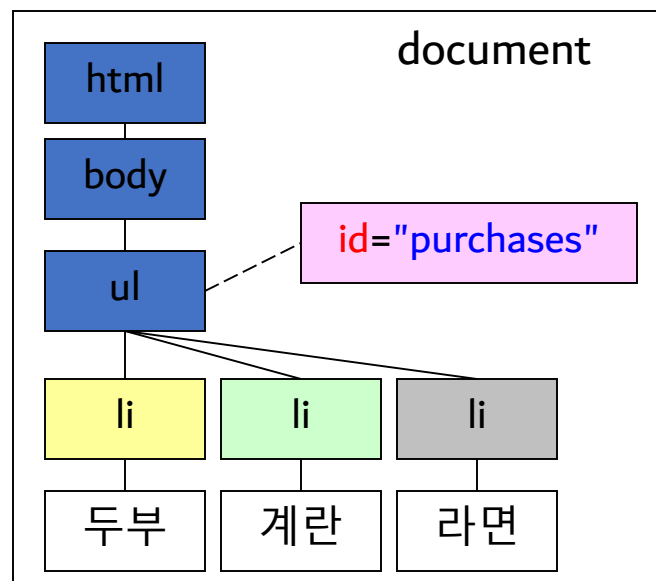 document
html
body
id="purchases"
ul
li
li
li
두부
계란
라면